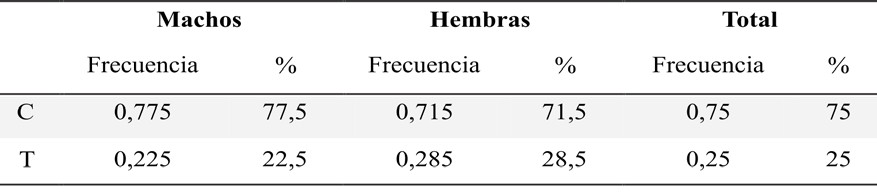 Machos Hembras Total
Frecuencia % Frecuencia % Frecuencia %
C 0,775 77,5 0,715 71,5 0,75 75
T 0,225 22,5 0,285 28,5 0,25 25